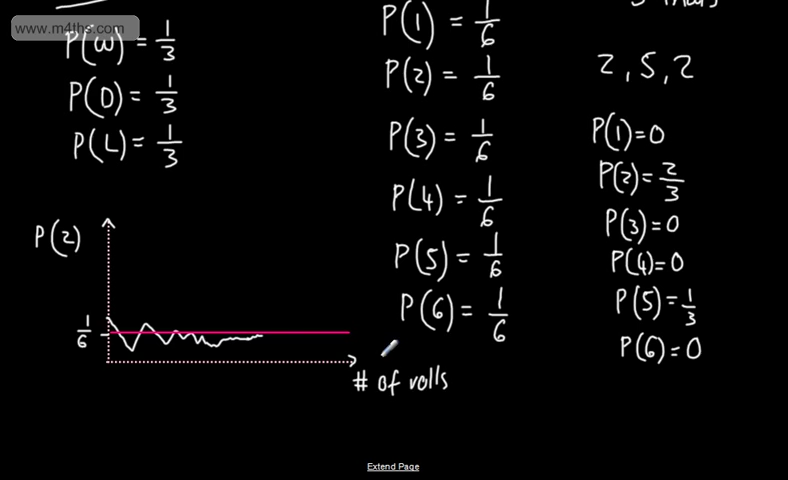 www.m4ths.com
P(W) = 1/3
P(D) = 1/3
P(L) = 1/3
P(2)
1/6
# of rolls
P(1) = 1/6
P(2) = 1/6
P(3) = 1/6
P(4) = 1/6
P(5) = 1/6
P(6) = 1/6
2, 5, 2
P(1) = 0
P(2) = 2/3
P(3) = 0
P(4) = 0
P(5) = 1/3
P(6) = 0
Extend Page